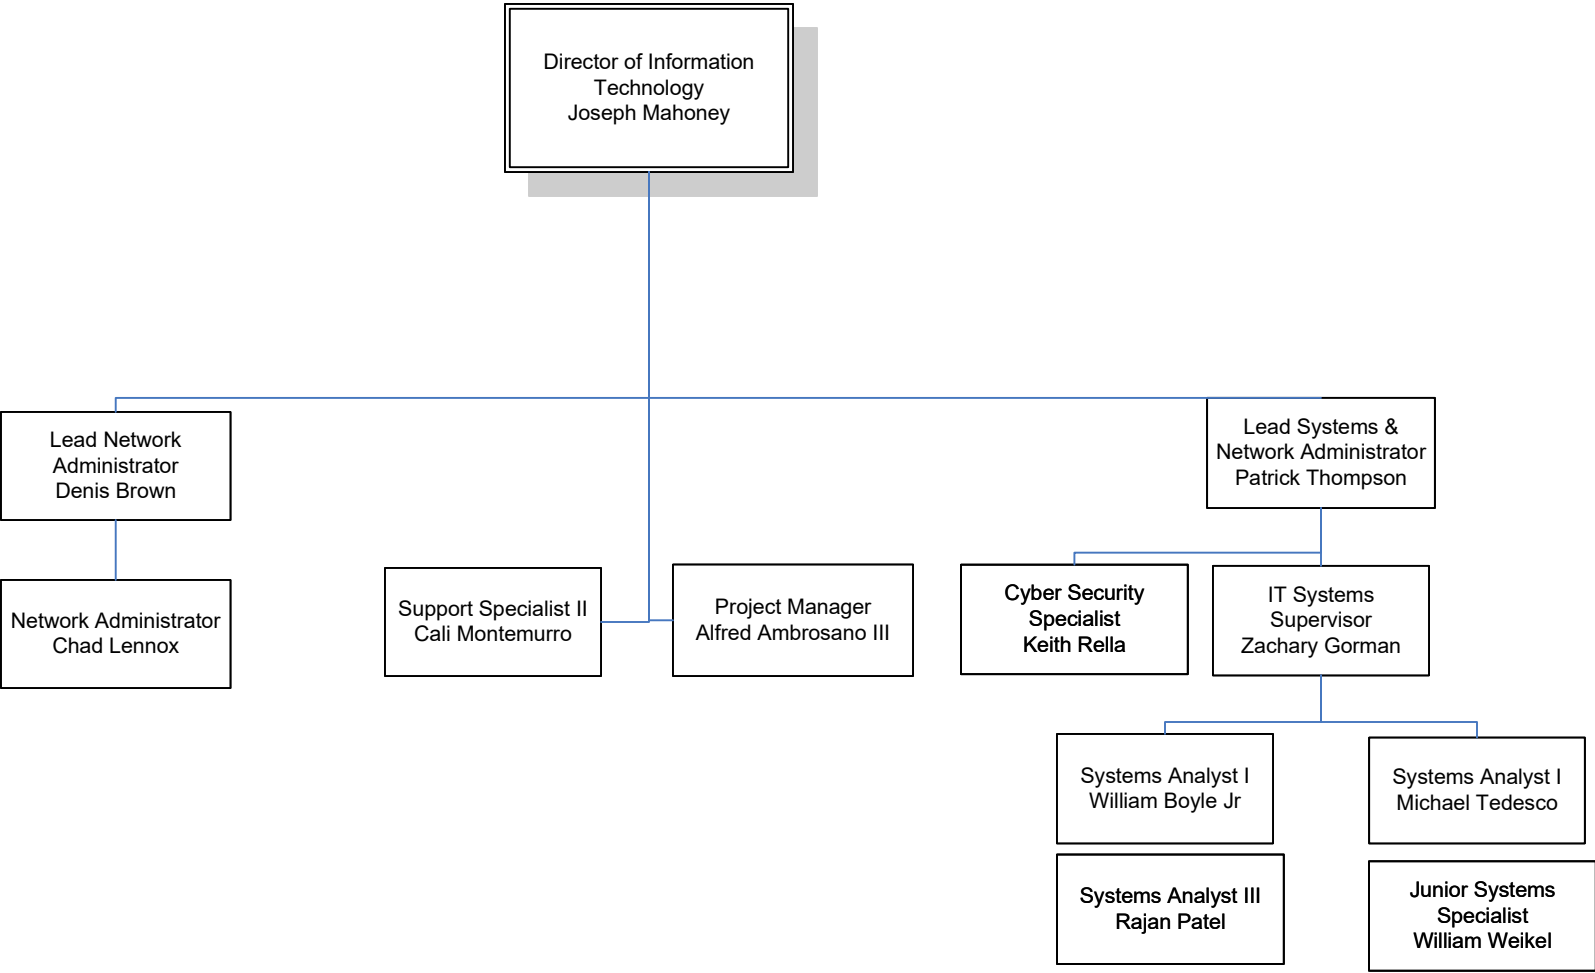 Director of Information
Technology
Joseph Mahoney
Lead Network
Administrator
Denis Brown
Lead Systems &
Network Administrator
Patrick Thompson
Network Administrator
Chad Lennox
Support Specialist II
Cali Montemurro
Project Manager
Alfred Ambrosano III
Cyber Security
Specialist
Keith Rella
IT Systems
Supervisor
Zachary Gorman
Systems Analyst I
William Boyle Jr
Systems Analyst I
Michael Tedesco
Systems Analyst III
Rajan Patel
Junior Systems
Specialist
William Weikel